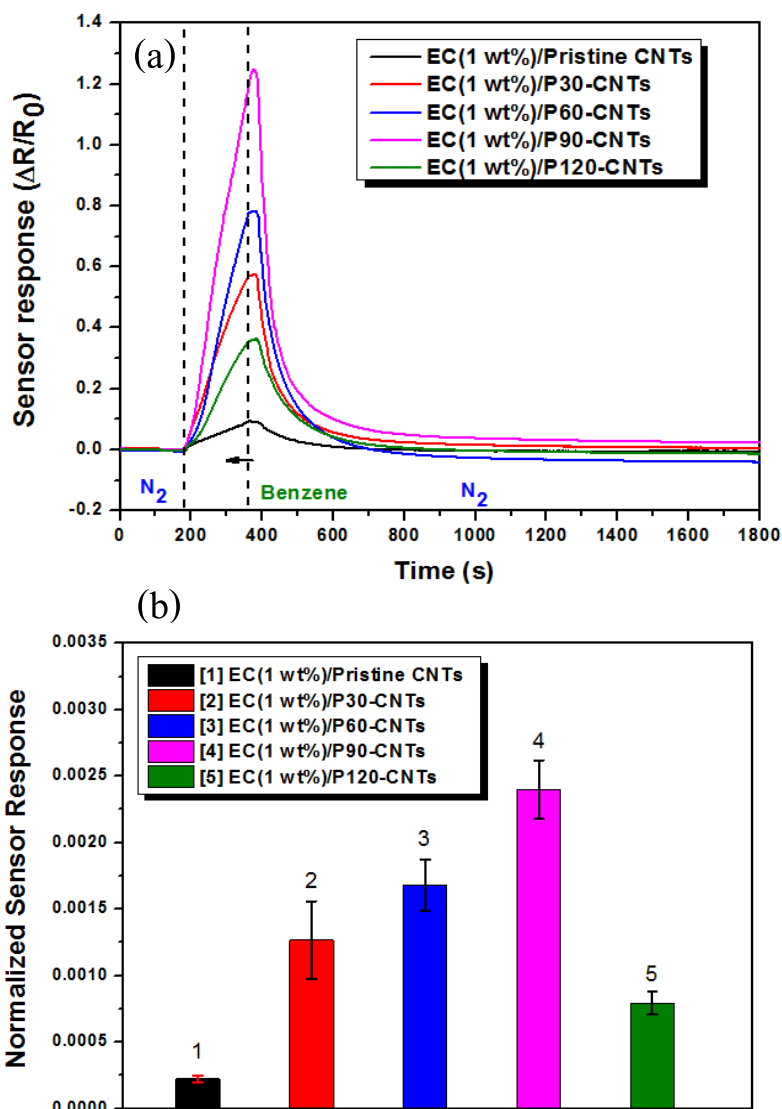 (a)
EC(1 wt%)/Pristine CNTs
EC(1 wt%)/P30-CNTs
EC(1 wt%)/P60-CNTs
EC(1 wt%)/P90-CNTs
EC(1 wt%)/P120-CNTs
Sensor response (ΔR/R0)
1.4
1.2
1.0
0.8
0.6
0.4
0.2
0.0
-0.2
N2
Benzene
N2
0 200 400 600 800 1000 1200 1400 1600 1800
Time (s)
(b)
[1] EC(1 wt%)/Pristine CNTs
[2] EC(1 wt%)/P30-CNTs
[3] EC(1 wt%)/P60-CNTs
[4] EC(1 wt%)/P90-CNTs
[5] EC(1 wt%)/P120-CNTs
Normalized Sensor Response
0.0035
0.0030
0.0025
0.0020
0.0015
0.0010
0.0005
0.0000
1
2
3
4
5